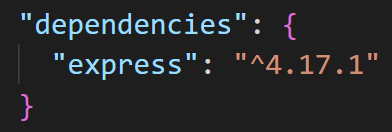 "dependencies": {
  "express": "^4.17.1"
}